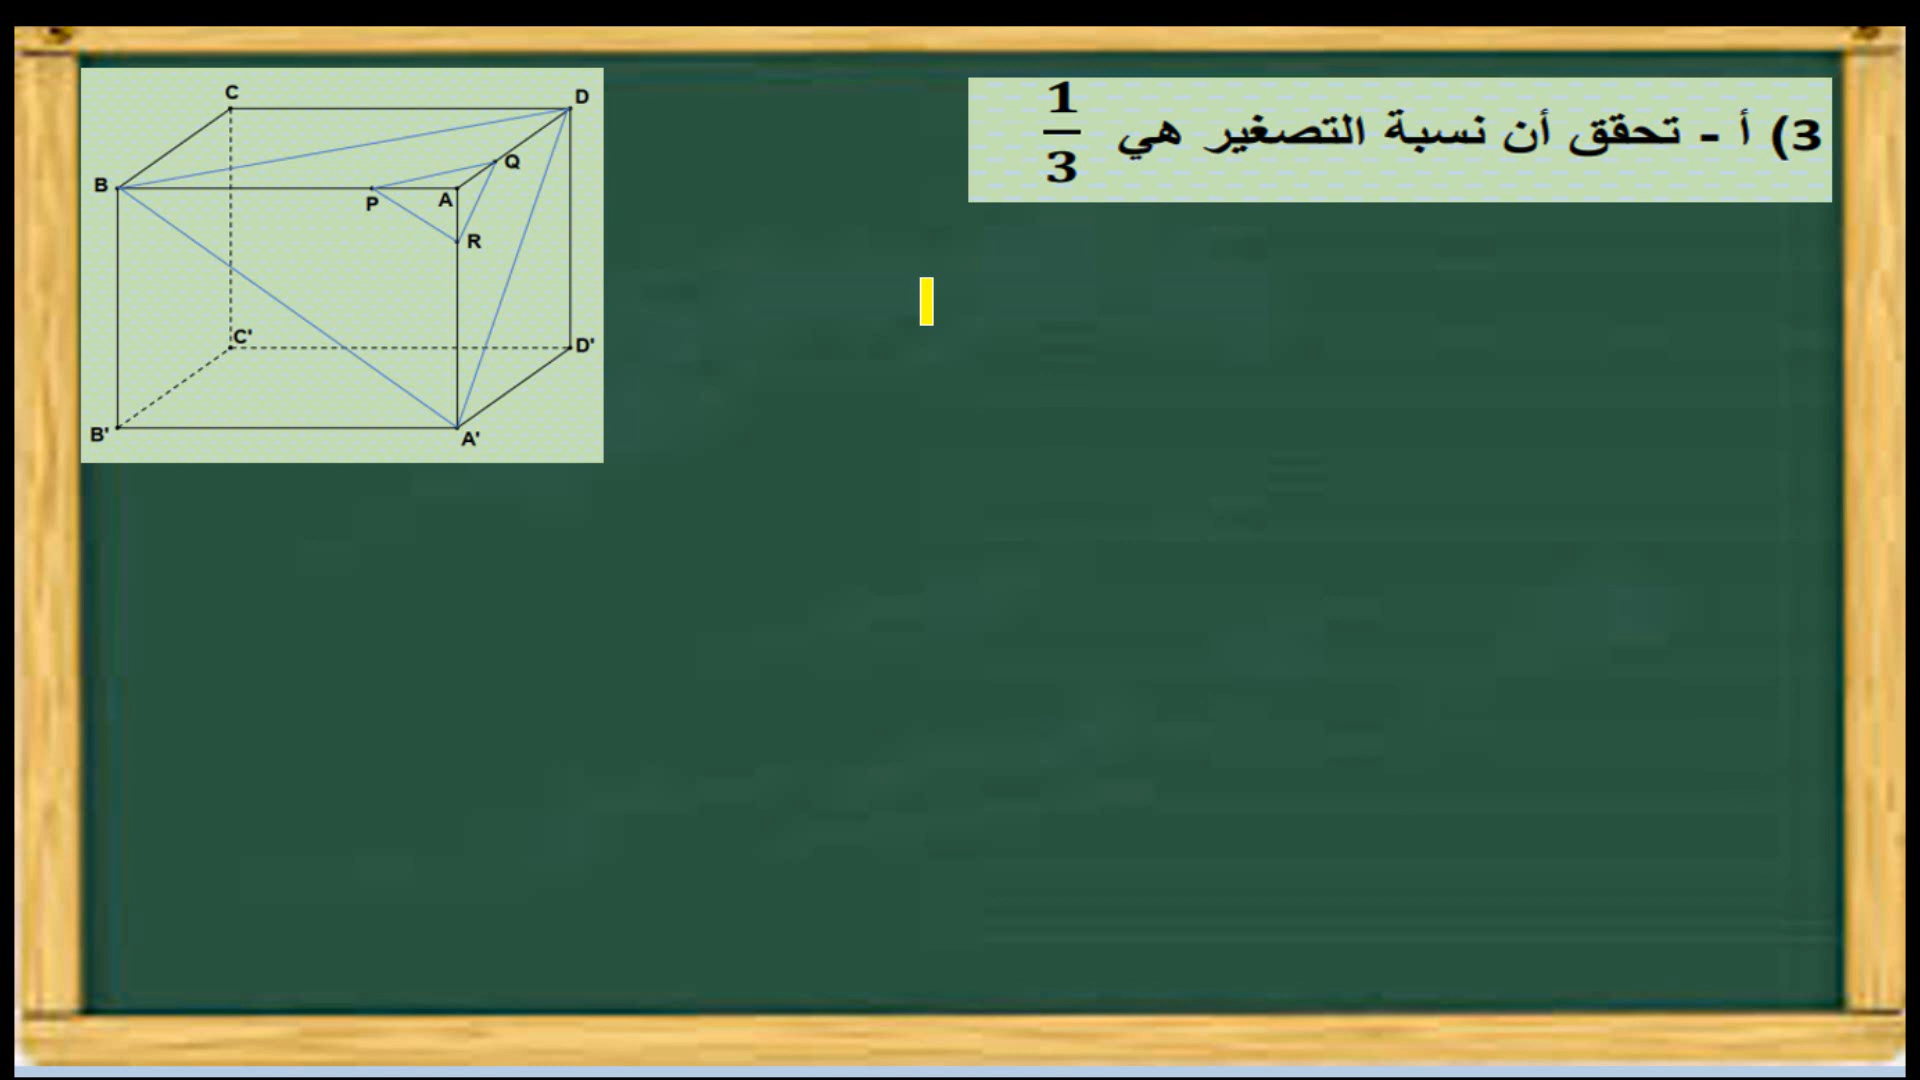 3) أ - تحقق أن نسبة التصغير هي 1/3
C
D
Q
B
P
A
R
C'
D'
B'
A'